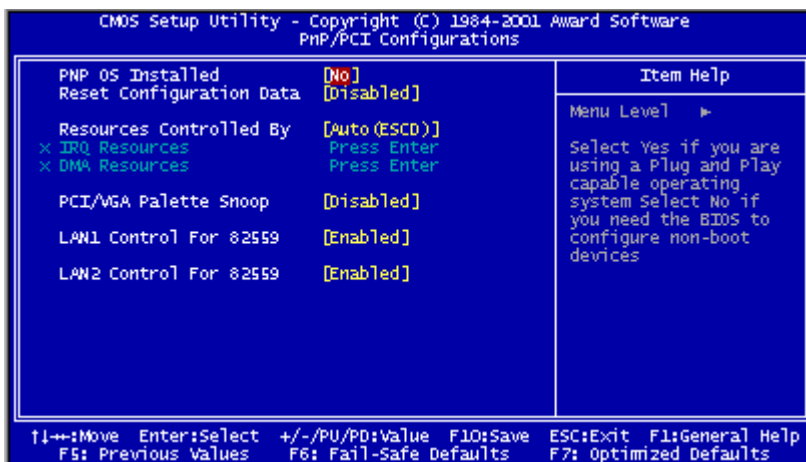 CMOS Setup Utility - Copyright (C) 1984-2001 Award Software
PnP/PCI Configurations
PNP OS Installed [No]
Reset Configuration Data [Disabled]
Resources Controlled By [Auto(ESCD)]
x IRQ Resources Press Enter
x DMA Resources Press Enter
PCI/VGA Palette Snoop [Disabled]
LAN1 Control For 82559 [Enabled]
LAN2 Control For 82559 [Enabled]
Item Help
Menu Level ►
Select Yes if you are
using a Plug and Play
capable operating
system Select No if
you need the BIOS to
configure non-boot
devices
↑↓→←:Move Enter:Select +/-/PU/PD:Value F10:Save ESC:Exit F1:General Help
F5: Previous Values F6: Fail-Safe Defaults F7: Optimized Defaults